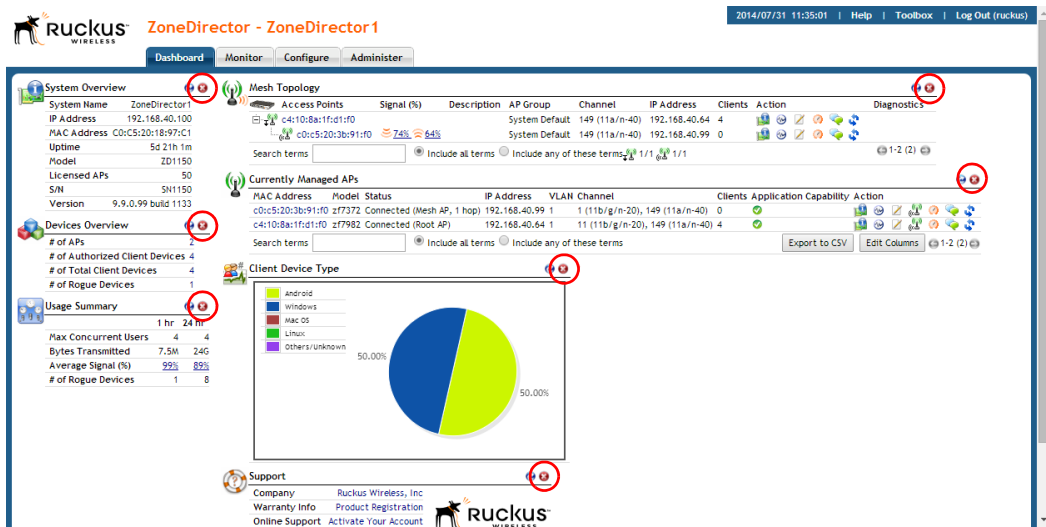 2014/07/31 11:35:01 | Help | Toolbox | Log Out (ruckus)
RUCKUS WIRELESS
ZoneDirector - ZoneDirector1
Dashboard Monitor Configure Administer
System Overview
System Name ZoneDirector1
IP Address 192.168.40.100
MAC Address C0:C5:20:18:97:C1
Uptime 5d 21h 1m
Model ZD1150
Licensed APs 50
S/N SN1150
Version 9.9.0.99 build 1133
Devices Overview
# of APs 2
# of Authorized Client Devices 4
# of Total Client Devices 4
# of Rogue Devices 1
Usage Summary
1 hr 24 hr
Max Concurrent Users 4 4
Bytes Transmitted 7.5M 24G
Average Signal (%) 99% 89%
# of Rogue Devices 1 8
Mesh Topology
Access Points Signal (%) Description AP Group Channel IP Address Clients Action Diagnostics
c4:10:8a:1f:d1:f0 System Default 149 (11a/n-40) 192.168.40.64 4
c0:c5:20:3b:91:f0 74% 64% System Default 149 (11a/n-40) 192.168.40.99 0
Search terms Include all terms Include any of these terms 1/1 1/1 1-2 (2)
Currently Managed APs
MAC Address Model Status IP Address VLAN Channel Clients Application Capability Action
c0:c5:20:3b:91:f0 zf7372 Connected (Mesh AP, 1 hop) 192.168.40.99 1 1 (11b/g/n-20), 149 (11a/n-40) 0
c4:10:8a:1f:d1:f0 zf7982 Connected (Root AP) 192.168.40.64 1 11 (11b/g/n-20), 149 (11a/n-40) 4
Search terms Include all terms Include any of these terms Export to CSV Edit Columns 1-2 (2)
Client Device Type
Android
Windows
Mac OS
Linux
Others/Unknown
50.00%
50.00%
Support
Company Ruckus Wireless, Inc
Warranty Info Product Registration
Online Support Activate Your Account
RUCKUS
WIRELESS